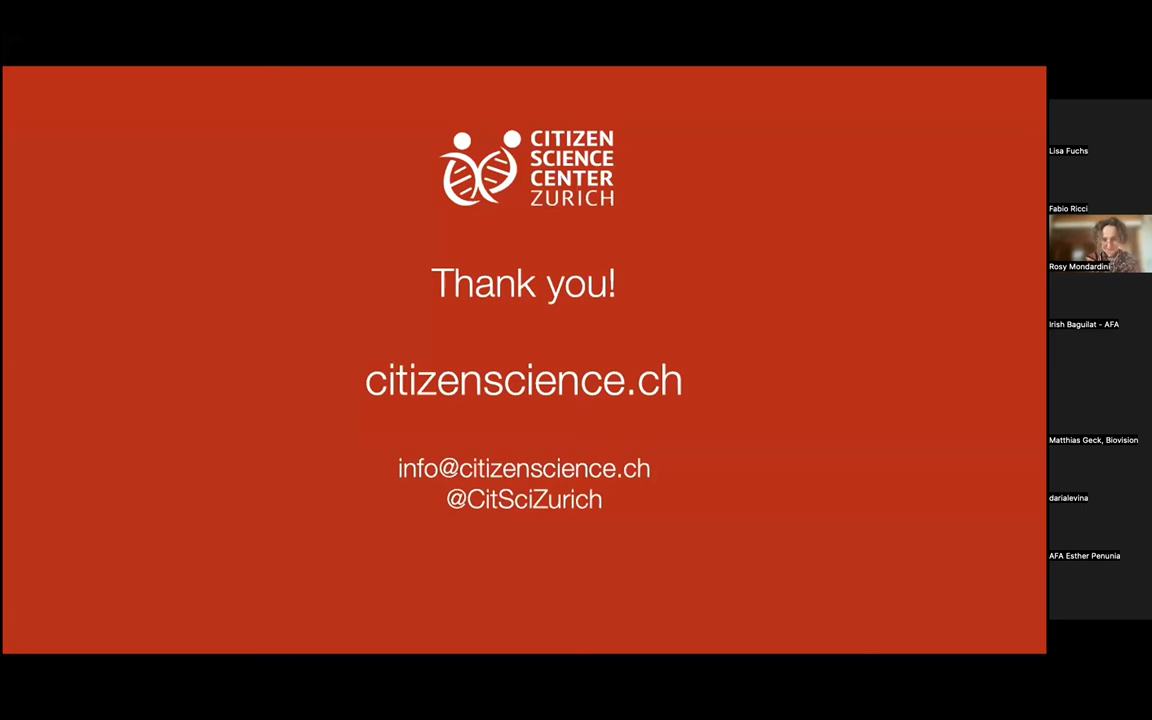 CITIZEN
SCIENCE
CENTER
ZURICH
Thank you!
citizenscience.ch
info@citizenscience.ch
@CitSciZurich
Lisa Fuchs
Fabio Ricci
Rosy Mondardini
Irish Baguilat - AFA
Matthias Geck, Biovision
darialevina
AFA Esther Penunia